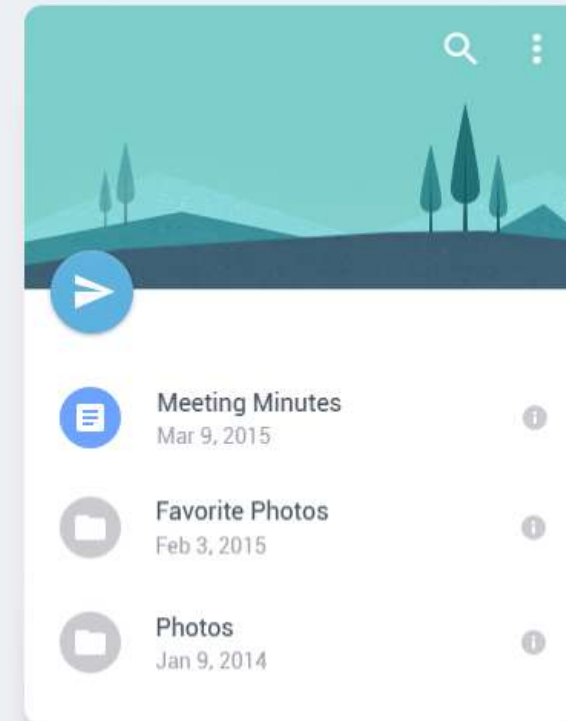 Meeting Minutes
Mar 9, 2015
Favorite Photos
Feb 3, 2015
Photos
Jan 9, 2014